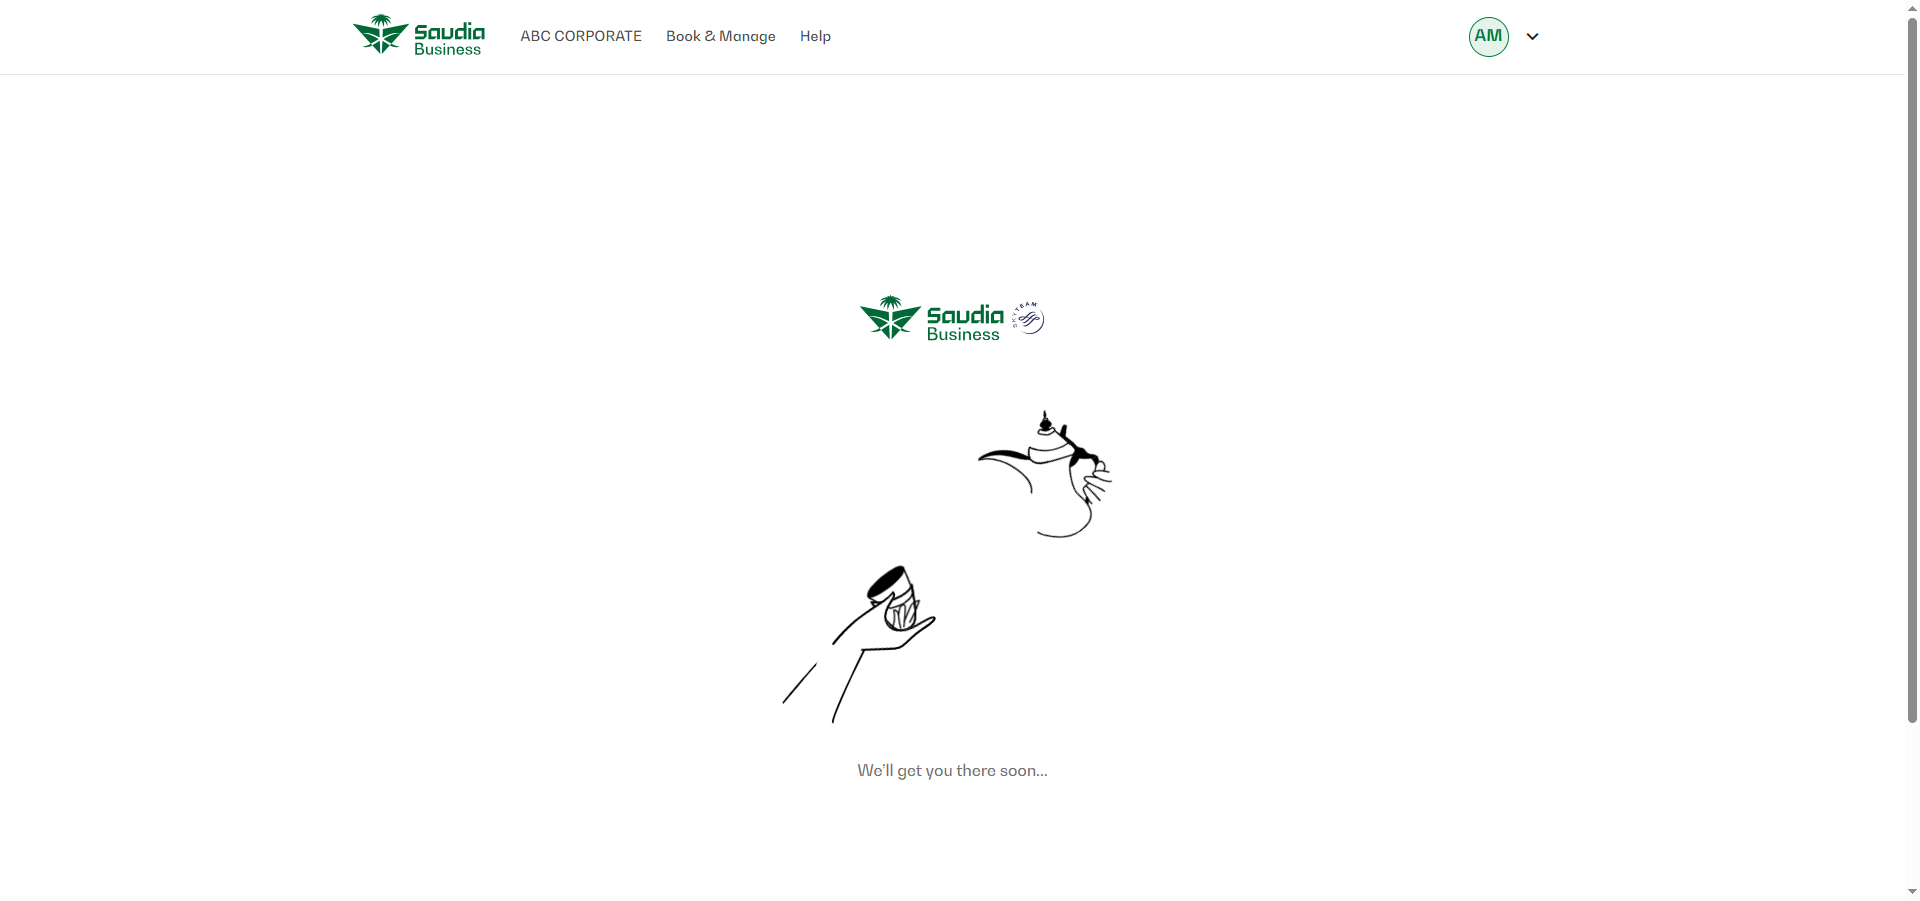 Saudia
Business
ABC CORPORATE
Book & Manage
Help
AM
Saudia
Business
SKYTEAM
We'll get you there soon...